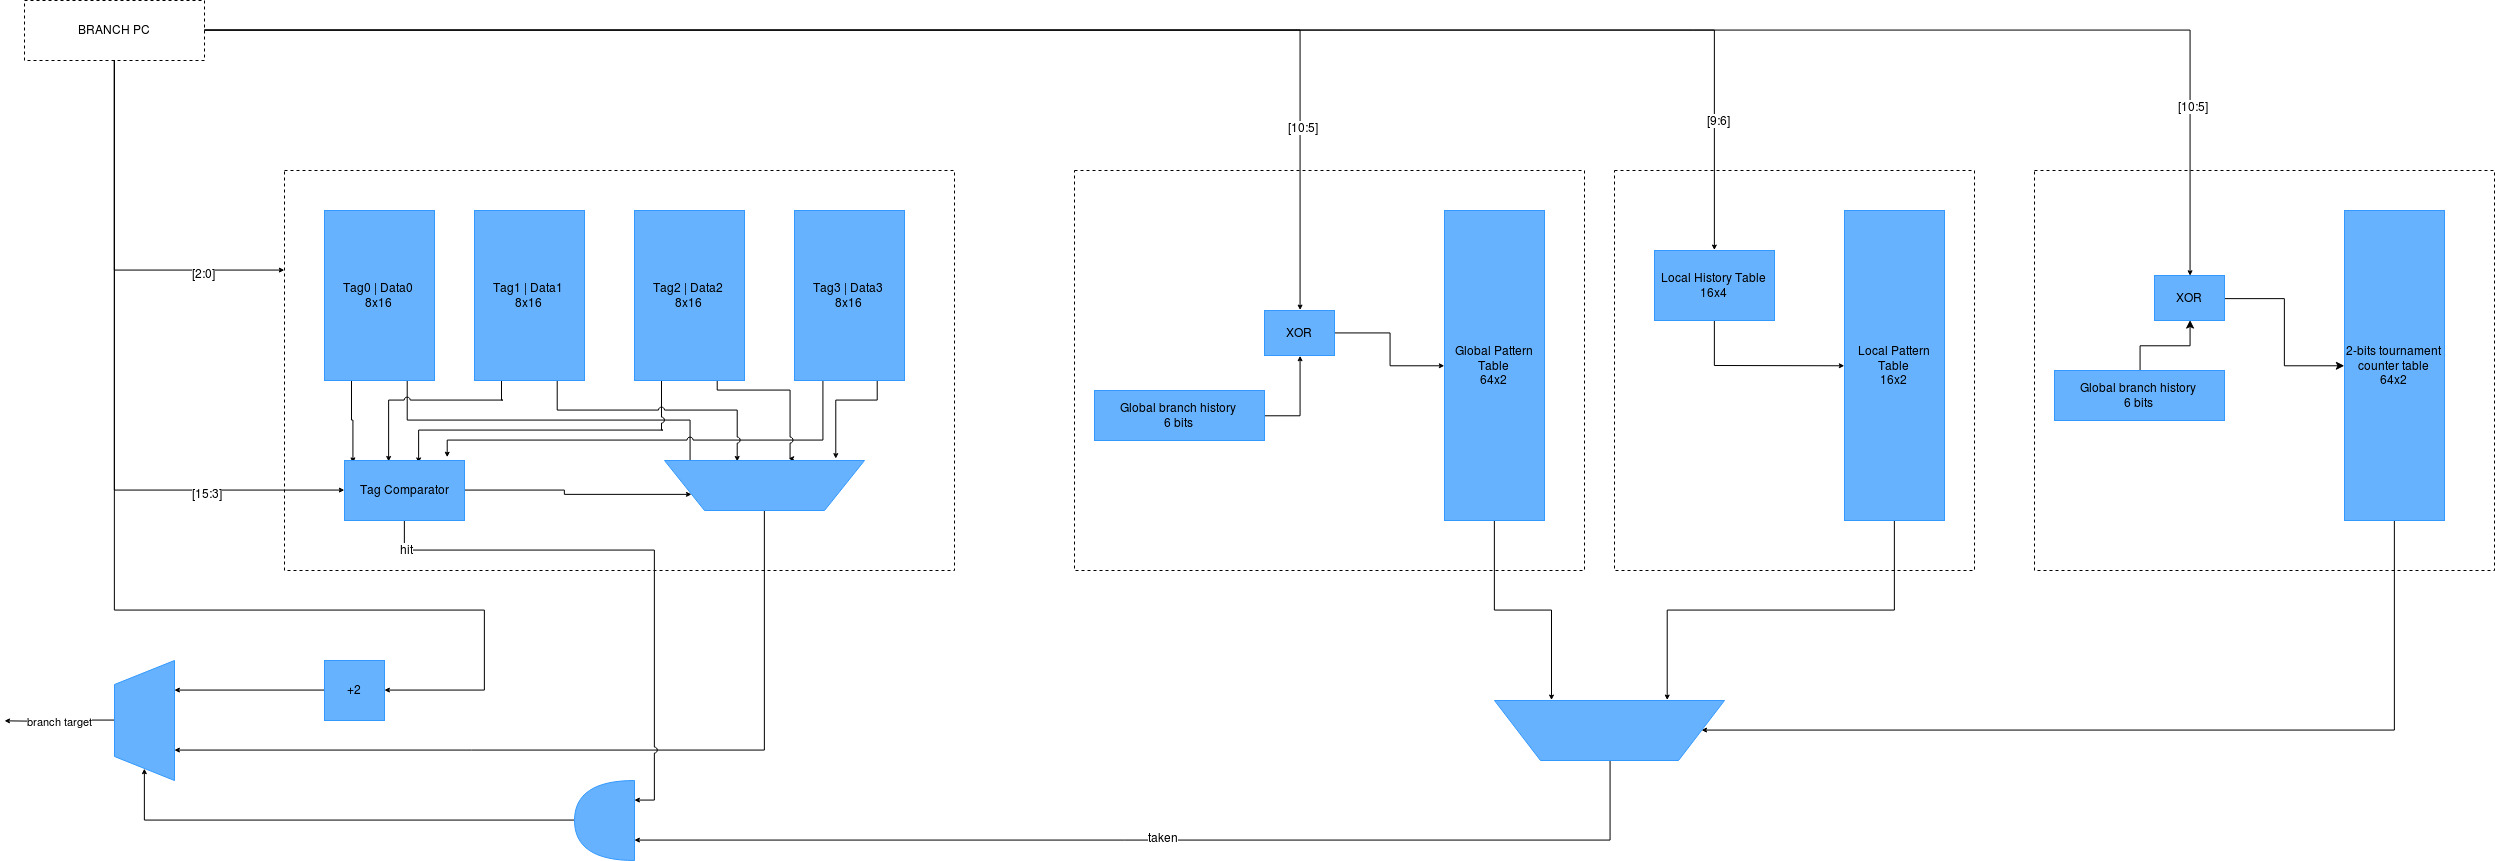 BRANCH PC
[10:5]
[9:6]
[10:5]
[2:0]
Tag0 | Data0
8x16
Tag1 | Data1
8x16
Tag2 | Data2
8x16
Tag3 | Data3
8x16
[15:3]
Tag Comparator
hit
XOR
Global branch history
6 bits
Global Pattern
Table
64x2
Local History Table
16x4
Local Pattern
Table
16x2
XOR
Global branch history
6 bits
2-bits tournament
counter table
64x2
+2
branch target
taken